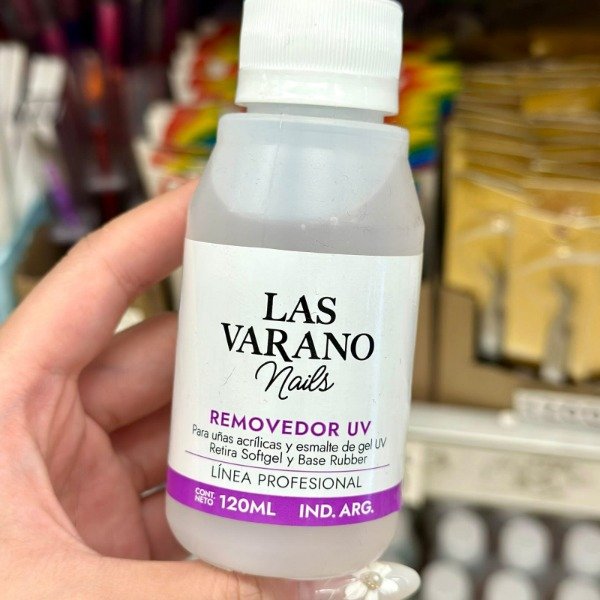 LAS
VARANO
Nails
REMOVEDOR UV
Para uñas acrílicas y esmalte de gel UV
Retira Softgel y Base Rubber
LÍNEA PROFESIONAL
CONT. NETO 120ML IND. ARG.